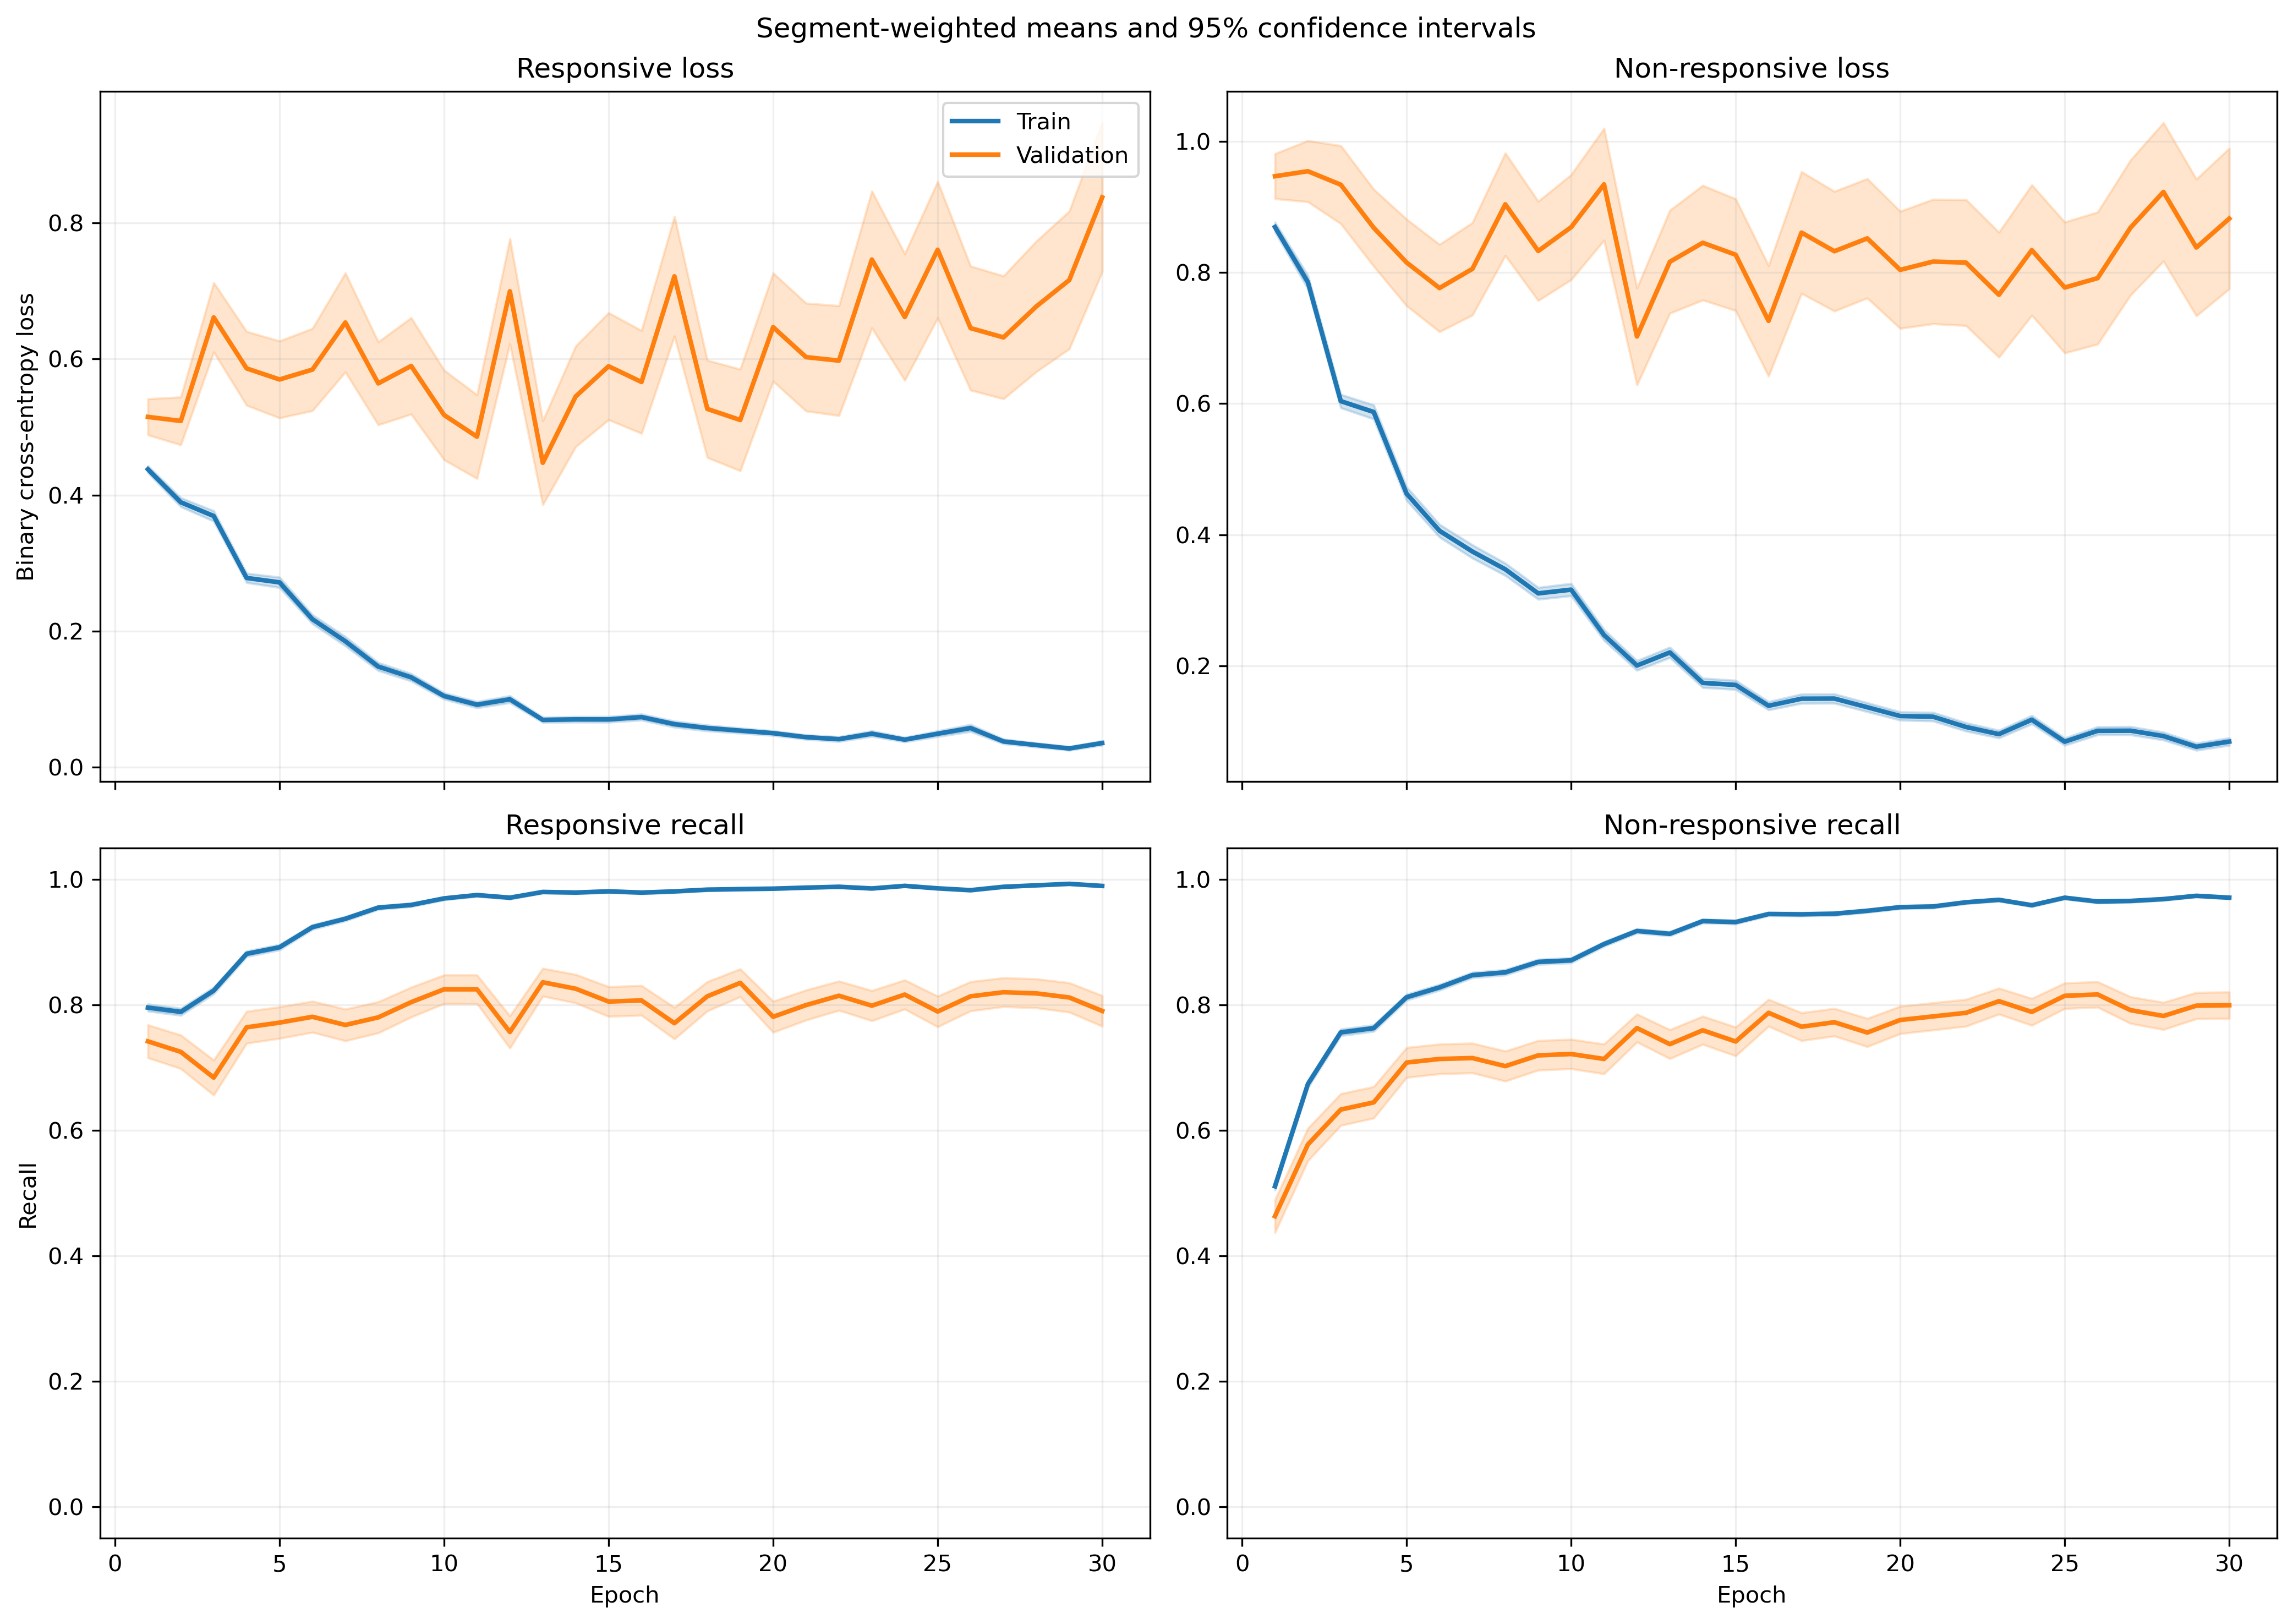 Segment-weighted means and 95% confidence intervals
Responsive loss
Non-responsive loss
Train
Validation
Binary cross-entropy loss
0.8
0.6
0.4
0.2
0.0
1.0
0.8
0.6
0.4
0.2
Responsive recall
Non-responsive recall
Recall
1.0
0.8
0.6
0.4
0.2
0.0
1.0
0.8
0.6
0.4
0.2
0.0
0 5 10 15 20 25 30
0 5 10 15 20 25 30
Epoch
Epoch